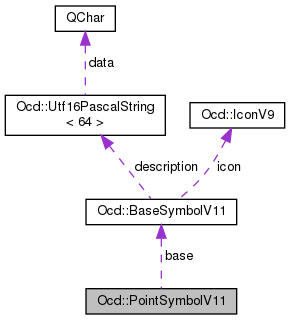 QChar
data
Ocd::Utf16PascalString
< 64 >
Ocd::IconV9
description
icon
Ocd::BaseSymbolV11
base
Ocd::PointSymbolV11